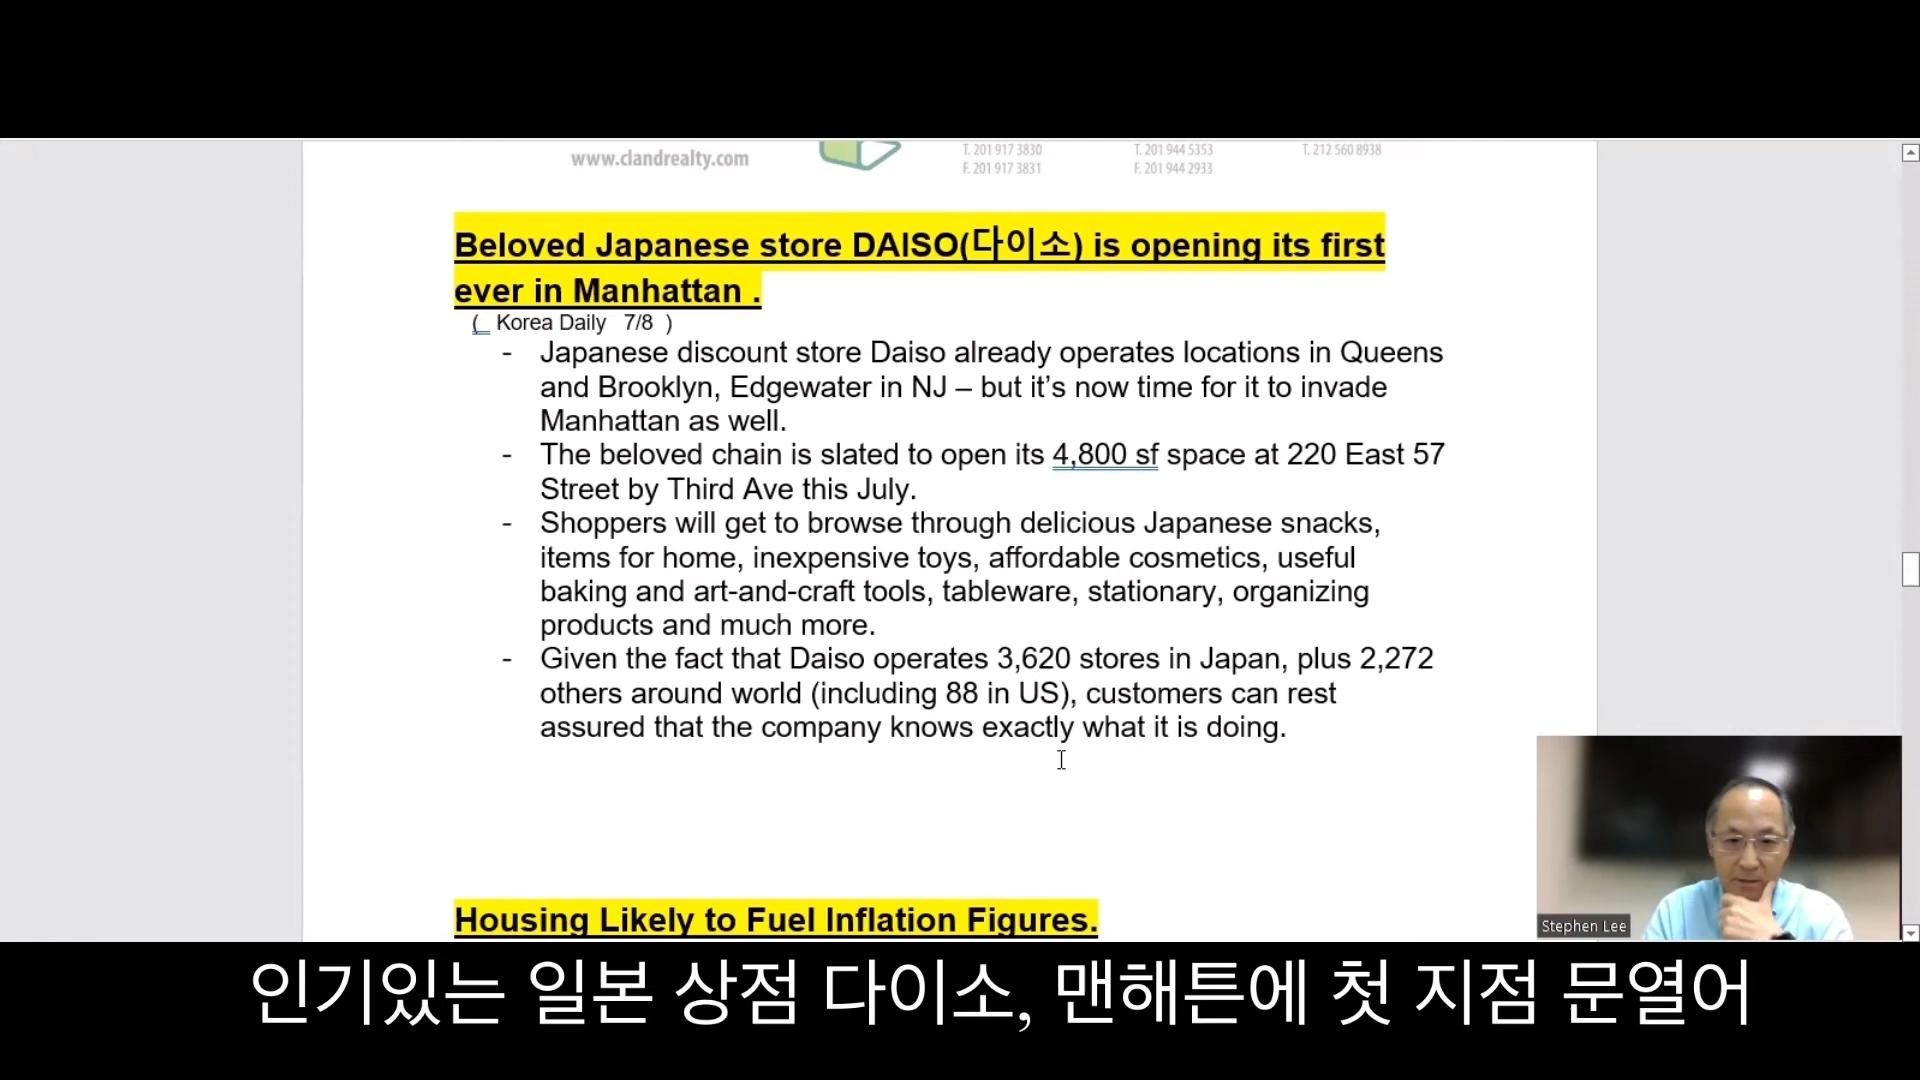 www.clandrealty.com
T. 201 917 3830
F. 201 917 3831
T. 201 944 5353
F. 201 944 2933
T. 212 560 8938
Beloved Japanese store DAISO(다이소) is opening its first
ever in Manhattan .
( Korea Daily 7/8 )
- Japanese discount store Daiso already operates locations in Queens
and Brooklyn, Edgewater in NJ – but it’s now time for it to invade
Manhattan as well.
- The beloved chain is slated to open its 4,800 sf space at 220 East 57
Street by Third Ave this July.
- Shoppers will get to browse through delicious Japanese snacks,
items for home, inexpensive toys, affordable cosmetics, useful
baking and art-and-craft tools, tableware, stationary, organizing
products and much more.
- Given the fact that Daiso operates 3,620 stores in Japan, plus 2,272
others around world (including 88 in US), customers can rest
assured that the company knows exactly what it is doing.
Housing Likely to Fuel Inflation Figures.
Stephen Lee
인기있는 일본 상점 다이소, 맨해튼에 첫 지점 문열어